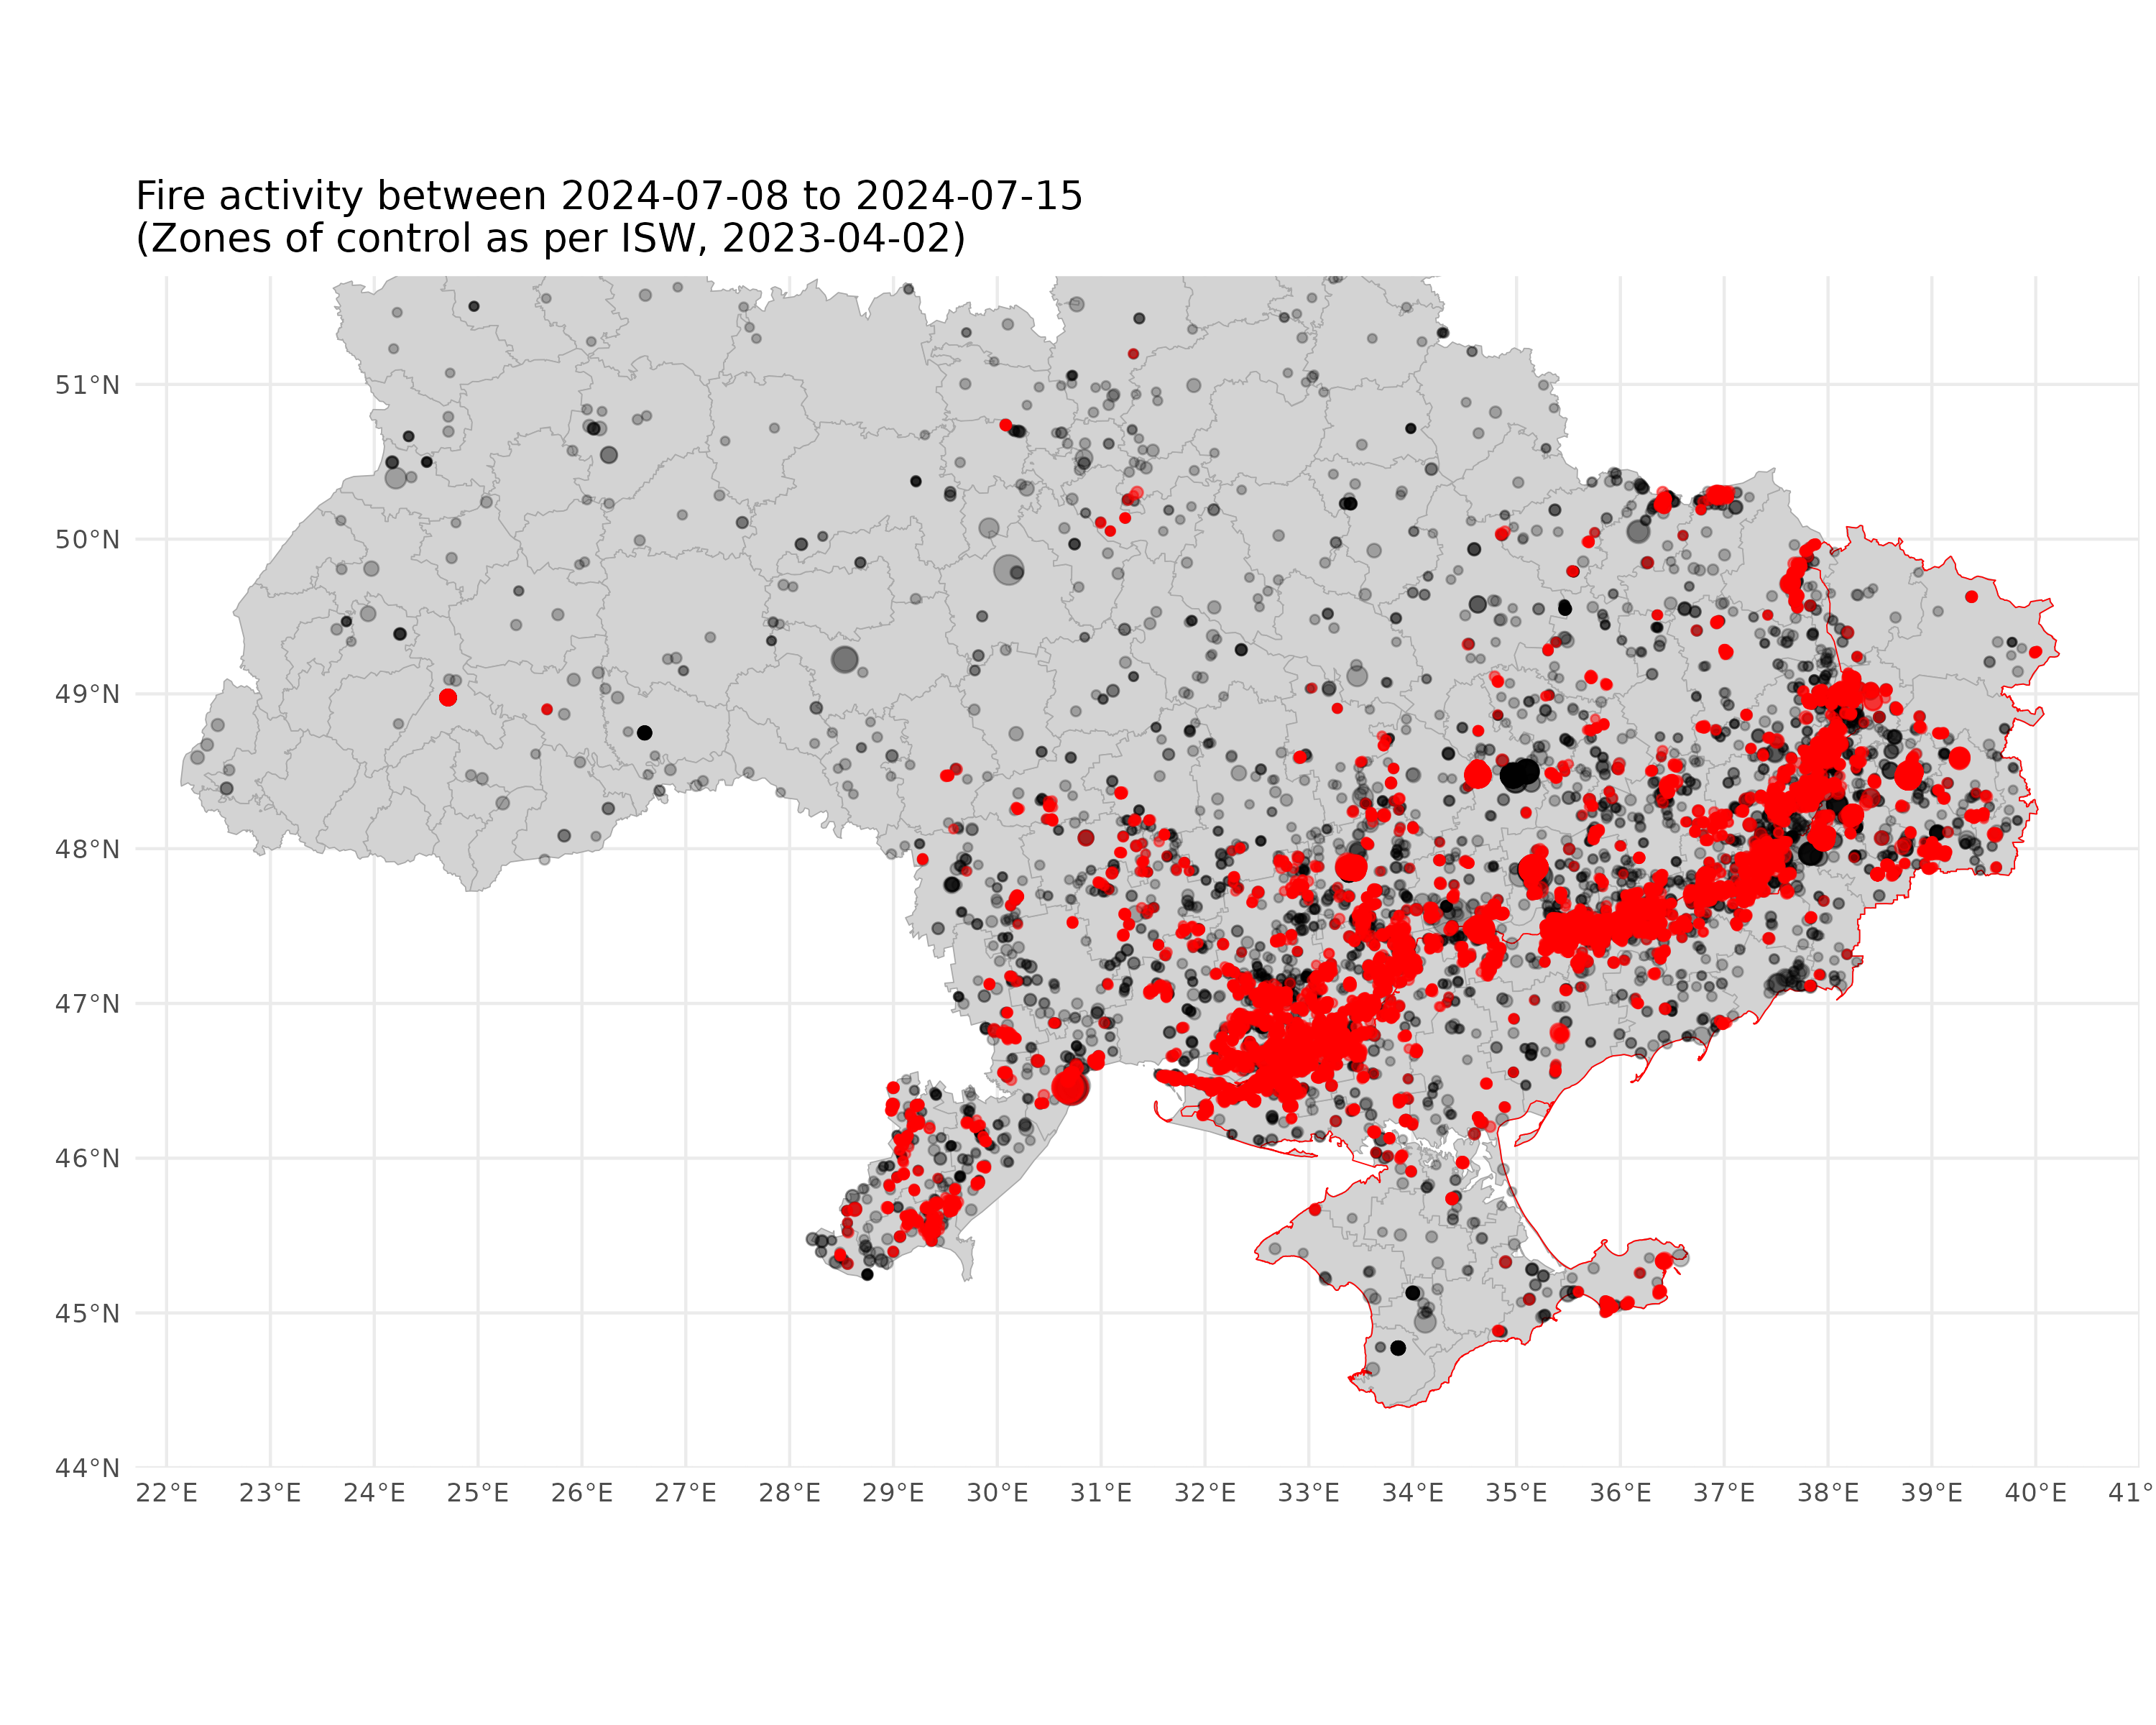 Fire activity between 2024-07-08 to 2024-07-15
(Zones of control as per ISW, 2023-04-02)
51°N
50°N
49°N
48°N
47°N
46°N
45°N
44°N
22°E 23°E 24°E 25°E 26°E 27°E 28°E 29°E 30°E 31°E 32°E 33°E 34°E 35°E 36°E 37°E 38°E 39°E 40°E 41°